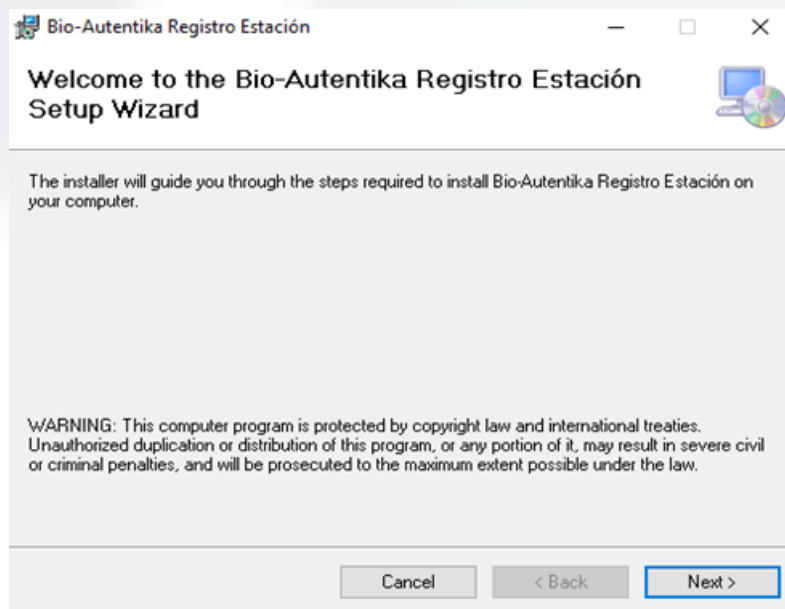 Bio-Autentika Registro Estación
Welcome to the Bio-Autentika Registro Estación
Setup Wizard
The installer will guide you through the steps required to install Bio-Autentika Registro Estación on
your computer.
WARNING: This computer program is protected by copyright law and international treaties.
Unauthorized duplication or distribution of this program, or any portion of it, may result in severe civil
or criminal penalties, and will be prosecuted to the maximum extent possible under the law.
Cancel < Back Next >